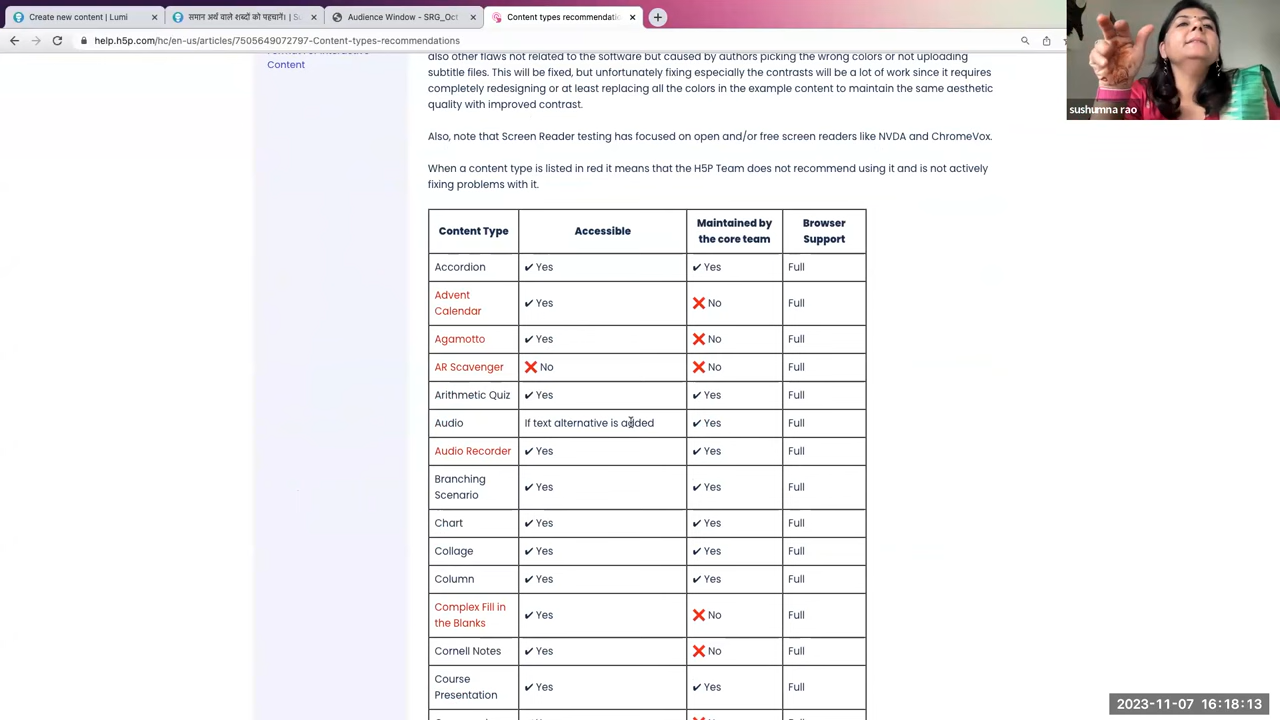 Create new content | Lumi
समान अर्थ वाले शब्दों को पहचानें। | Su
Audience Window - SRG_Oct
Content types recommendatio
help.h5p.com/hc/en-us/articles/7505649072797-Content-types-recommendations
Content
also other flaws not related to the software but caused by authors picking the wrong colors or not uploading
subtitle files. This will be fixed, but unfortunately fixing especially the contrasts will be a lot of work since it requires
completely redesigning or at least replacing all the colors in the example content to maintain the same aesthetic
quality with improved contrast.
Also, note that Screen Reader testing has focused on open and/or free screen readers like NVDA and ChromeVox.
When a content type is listed in red it means that the H5P Team does not recommend using it and is not actively
fixing problems with it.
Content Type Accessible Maintained by the core team Browser Support
Accordion ✔ Yes ✔ Yes Full
Advent Calendar ✔ Yes ❌ No Full
Agamotto ✔ Yes ❌ No Full
AR Scavenger ❌ No ❌ No Full
Arithmetic Quiz ✔ Yes ✔ Yes Full
Audio If text alternative is added ✔ Yes Full
Audio Recorder ✔ Yes ✔ Yes Full
Branching Scenario ✔ Yes ✔ Yes Full
Chart ✔ Yes ✔ Yes Full
Collage ✔ Yes ✔ Yes Full
Column ✔ Yes ✔ Yes Full
Complex Fill in the Blanks ✔ Yes ❌ No Full
Cornell Notes ✔ Yes ❌ No Full
Course Presentation ✔ Yes ✔ Yes Full
sushumna rao
2023-11-07 16:18:13